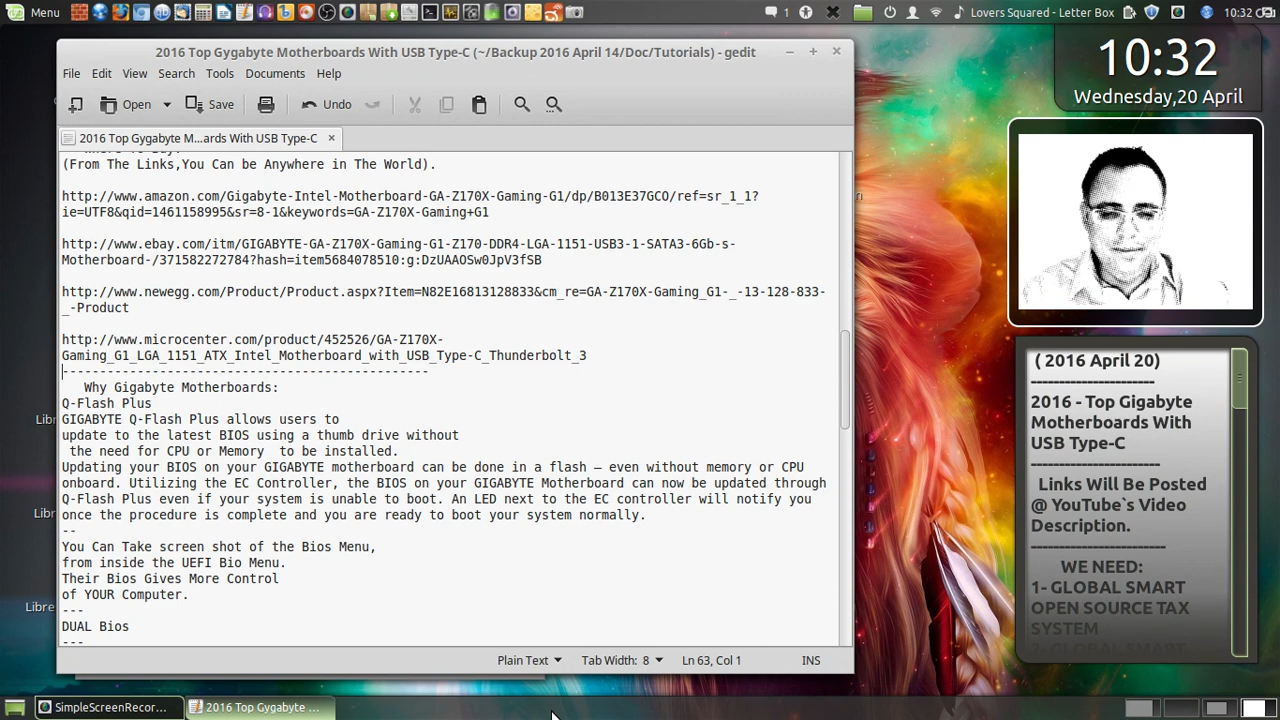 Menu
1
Lovers Squared - Letter Box
10:32
2016 Top Gygabyte Motherboards With USB Type-C (~/Backup 2016 April 14/Doc/Tutorials) - gedit
File Edit View Search Tools Documents Help
Open Save Undo
2016 Top Gygabyte M...ards With USB Type-C
(From The Links,You Can be Anywhere in The World).
http://www.amazon.com/Gigabyte-Intel-Motherboard-GA-Z170X-Gaming-G1/dp/B013E37GCO/ref=sr_1_1?
ie=UTF8&qid=1461158995&sr=8-1&keywords=GA-Z170X-Gaming+G1
http://www.ebay.com/itm/GIGABYTE-GA-Z170X-Gaming-G1-Z170-DDR4-LGA-1151-USB3-1-SATA3-6Gb-s-
Motherboard-/371582272784?hash=item5684078510:g:DzUAAOSw0JpV3fSB
http://www.newegg.com/Product/Product.aspx?Item=N82E16813128833&cm_re=GA-Z170X-Gaming_G1-_-13-128-833-
_-Product
http://www.microcenter.com/product/452526/GA-Z170X-
Gaming_G1_LGA_1151_ATX_Intel_Motherboard_with_USB_Type-C_Thunderbolt_3
-------------------------------------------------
Why Gigabyte Motherboards:
Q-Flash Plus
GIGABYTE Q-Flash Plus allows users to
update to the latest BIOS using a thumb drive without
the need for CPU or Memory  to be installed.
Updating your BIOS on your GIGABYTE motherboard can be done in a flash – even without memory or CPU
onboard. Utilizing the EC Controller, the BIOS on your GIGABYTE Motherboard can now be updated through
Q-Flash Plus even if your system is unable to boot. An LED next to the EC controller will notify you
once the procedure is complete and you are ready to boot your system normally.
--
You Can Take screen shot of the Bios Menu,
from inside the UEFI Bio Menu.
Their Bios Gives More Control
of YOUR Computer.
---
DUAL Bios
---
Plain Text Tab Width: 8 Ln 63, Col 1 INS
10:32
Wednesday,20 April
( 2016 April 20)
----------------------
2016 - Top Gigabyte
Motherboards With
USB Type-C
-----------------------
Links Will Be Posted
@ YouTube`s Video
Description.
------------------------
WE NEED:
1- GLOBAL SMART
OPEN SOURCE TAX
SYSTEM
Libr
Libr
Libre
SimpleScreenRecor...
2016 Top Gygabyte ...